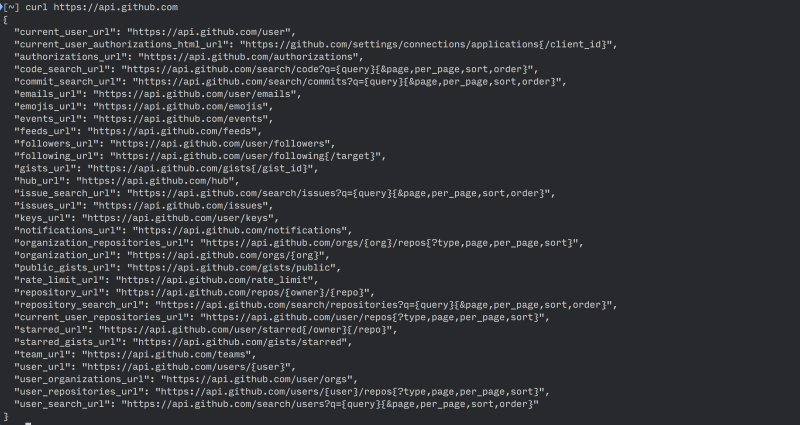 [~] curl https://api.github.com
{
  "current_user_url": "https://api.github.com/user",
  "current_user_authorizations_html_url": "https://github.com/settings/connections/applications{/client_id}",
  "authorizations_url": "https://api.github.com/authorizations",
  "code_search_url": "https://api.github.com/search/code?q={query}{&page,per_page,sort,order}",
  "commit_search_url": "https://api.github.com/search/commits?q={query}{&page,per_page,sort,order}",
  "emails_url": "https://api.github.com/user/emails",
  "emojis_url": "https://api.github.com/emojis",
  "events_url": "https://api.github.com/events",
  "feeds_url": "https://api.github.com/feeds",
  "followers_url": "https://api.github.com/user/followers",
  "following_url": "https://api.github.com/user/following{/target}",
  "gists_url": "https://api.github.com/gists{/gist_id}",
  "hub_url": "https://api.github.com/hub",
  "issue_search_url": "https://api.github.com/search/issues?q={query}{&page,per_page,sort,order}",
  "issues_url": "https://api.github.com/issues",
  "keys_url": "https://api.github.com/user/keys",
  "notifications_url": "https://api.github.com/notifications",
  "organization_repositories_url": "https://api.github.com/orgs/{org}/repos{?type,page,per_page,sort}",
  "organization_url": "https://api.github.com/orgs/{org}",
  "public_gists_url": "https://api.github.com/gists/public",
  "rate_limit_url": "https://api.github.com/rate_limit",
  "repository_url": "https://api.github.com/repos/{owner}/{repo}",
  "repository_search_url": "https://api.github.com/search/repositories?q={query}{&page,per_page,sort,order}",
  "current_user_repositories_url": "https://api.github.com/user/repos{?type,page,per_page,sort}",
  "starred_url": "https://api.github.com/user/starred{/owner}{/repo}",
  "starred_gists_url": "https://api.github.com/gists/starred",
  "team_url": "https://api.github.com/teams",
  "user_url": "https://api.github.com/users/{user}",
  "user_organizations_url": "https://api.github.com/user/orgs",
  "user_repositories_url": "https://api.github.com/users/{user}/repos{?type,page,per_page,sort}",
  "user_search_url": "https://api.github.com/search/users?q={query}{&page,per_page,sort,order}"
}